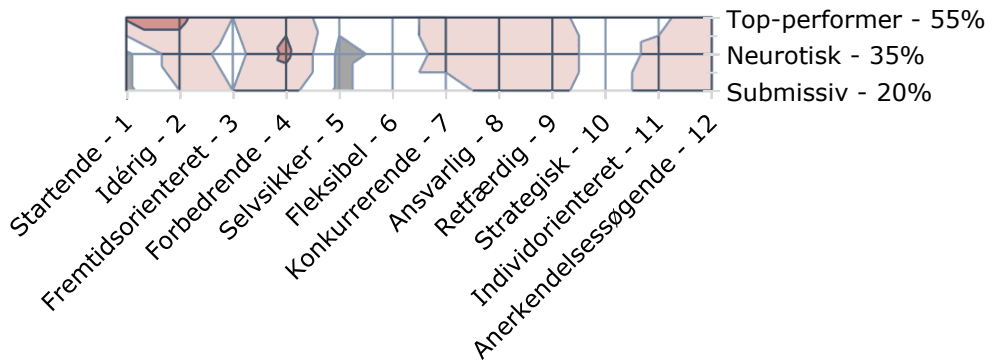 Top-performer - 55%
Neurotisk - 35%
Submissiv - 20%
Startende - 1
Idérig - 2
Fremtidsorienteret - 3
Forbedrende - 4
Selvsikker - 5
Fleksibel - 6
Konkurrerende - 7
Ansvarlig - 8
Retfærdig - 9
Strategisk - 10
Individorienteret - 11
Anerkendelsessøgende - 12